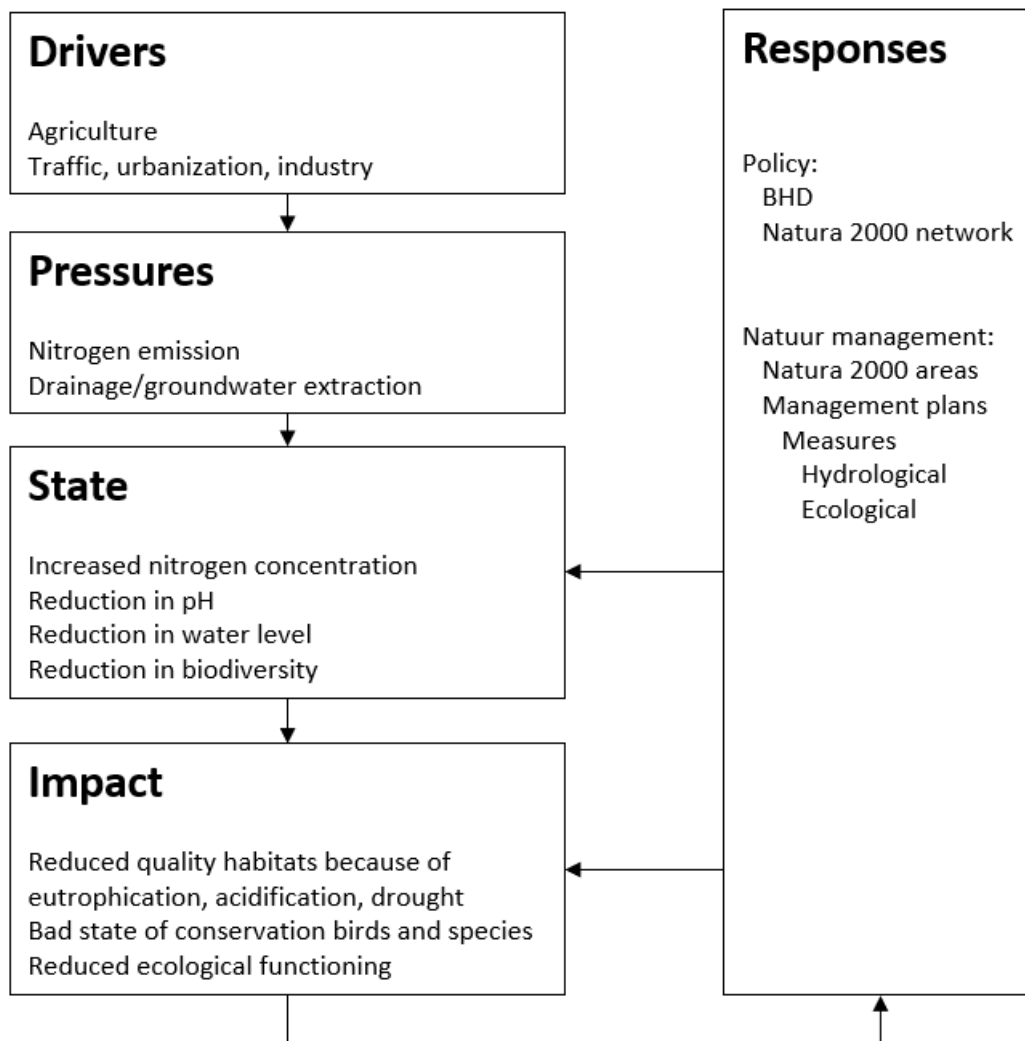 Drivers
Agriculture
Traffic, urbanization, industry
Pressures
Nitrogen emission
Drainage/groundwater extraction
State
Increased nitrogen concentration
Reduction in pH
Reduction in water level
Reduction in biodiversity
Impact
Reduced quality habitats because of
eutrophication, acidification, drought
Bad state of conservation birds and species
Reduced ecological functioning
Responses
Policy:
BHD
Natura 2000 network
Natuur management:
Natura 2000 areas
Management plans
Measures
Hydrological
Ecological